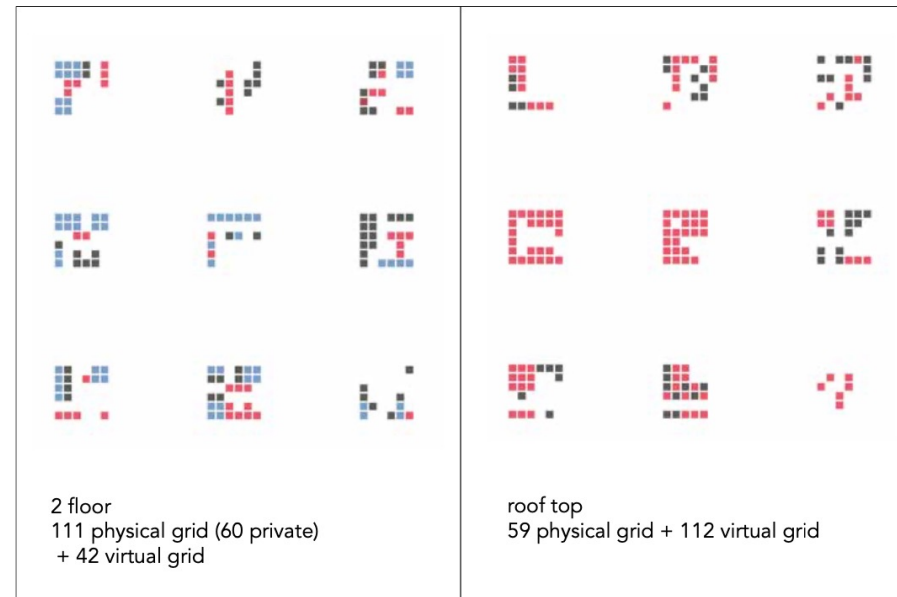 2 floor
111 physical grid (60 private)
+ 42 virtual grid
roof top
59 physical grid + 112 virtual grid